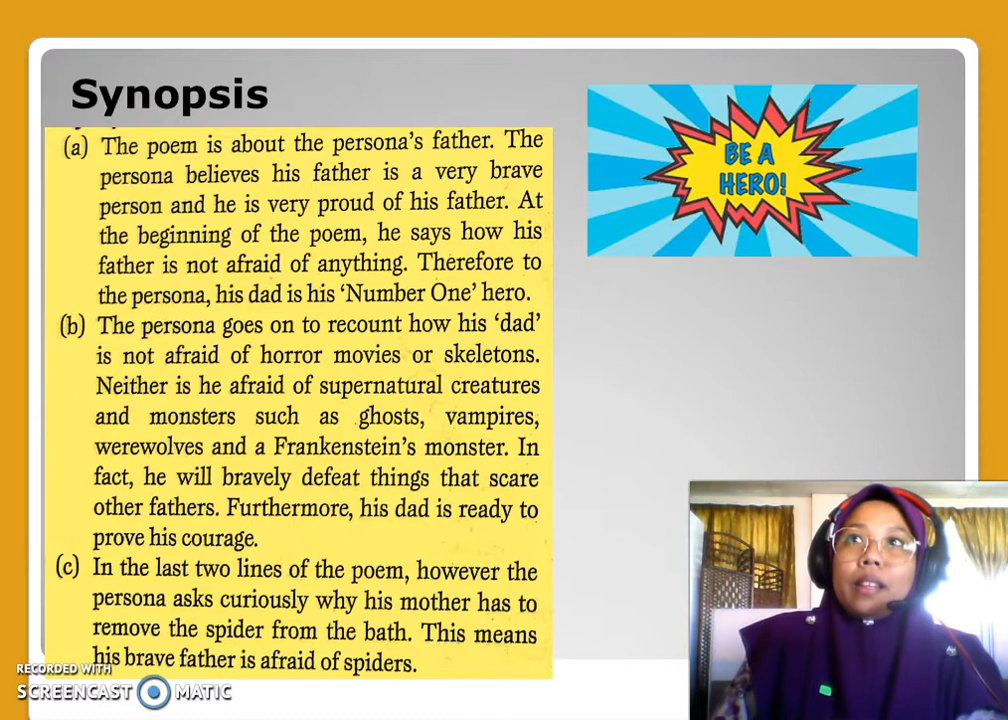 Synopsis
(a) The poem is about the persona's father. The
persona believes his father is a very brave
person and he is very proud of his father. At
the beginning of the poem, he says how his
father is not afraid of anything. Therefore to
the persona, his dad is his 'Number One' hero.
(b) The persona goes on to recount how his 'dad'
is not afraid of horror movies or skeletons.
Neither is he afraid of supernatural creatures
and monsters such as ghosts, vampires,
werewolves and a Frankenstein's monster. In
fact, he will bravely defeat things that scare
other fathers. Furthermore, his dad is ready to
prove his courage.
(c) In the last two lines of the poem, however the
persona asks curiously why his mother has to
remove the spider from the bath. This means
his brave father is afraid of spiders.
BE A
HERO!
RECORDED WITH
SCREENCAST MATIC